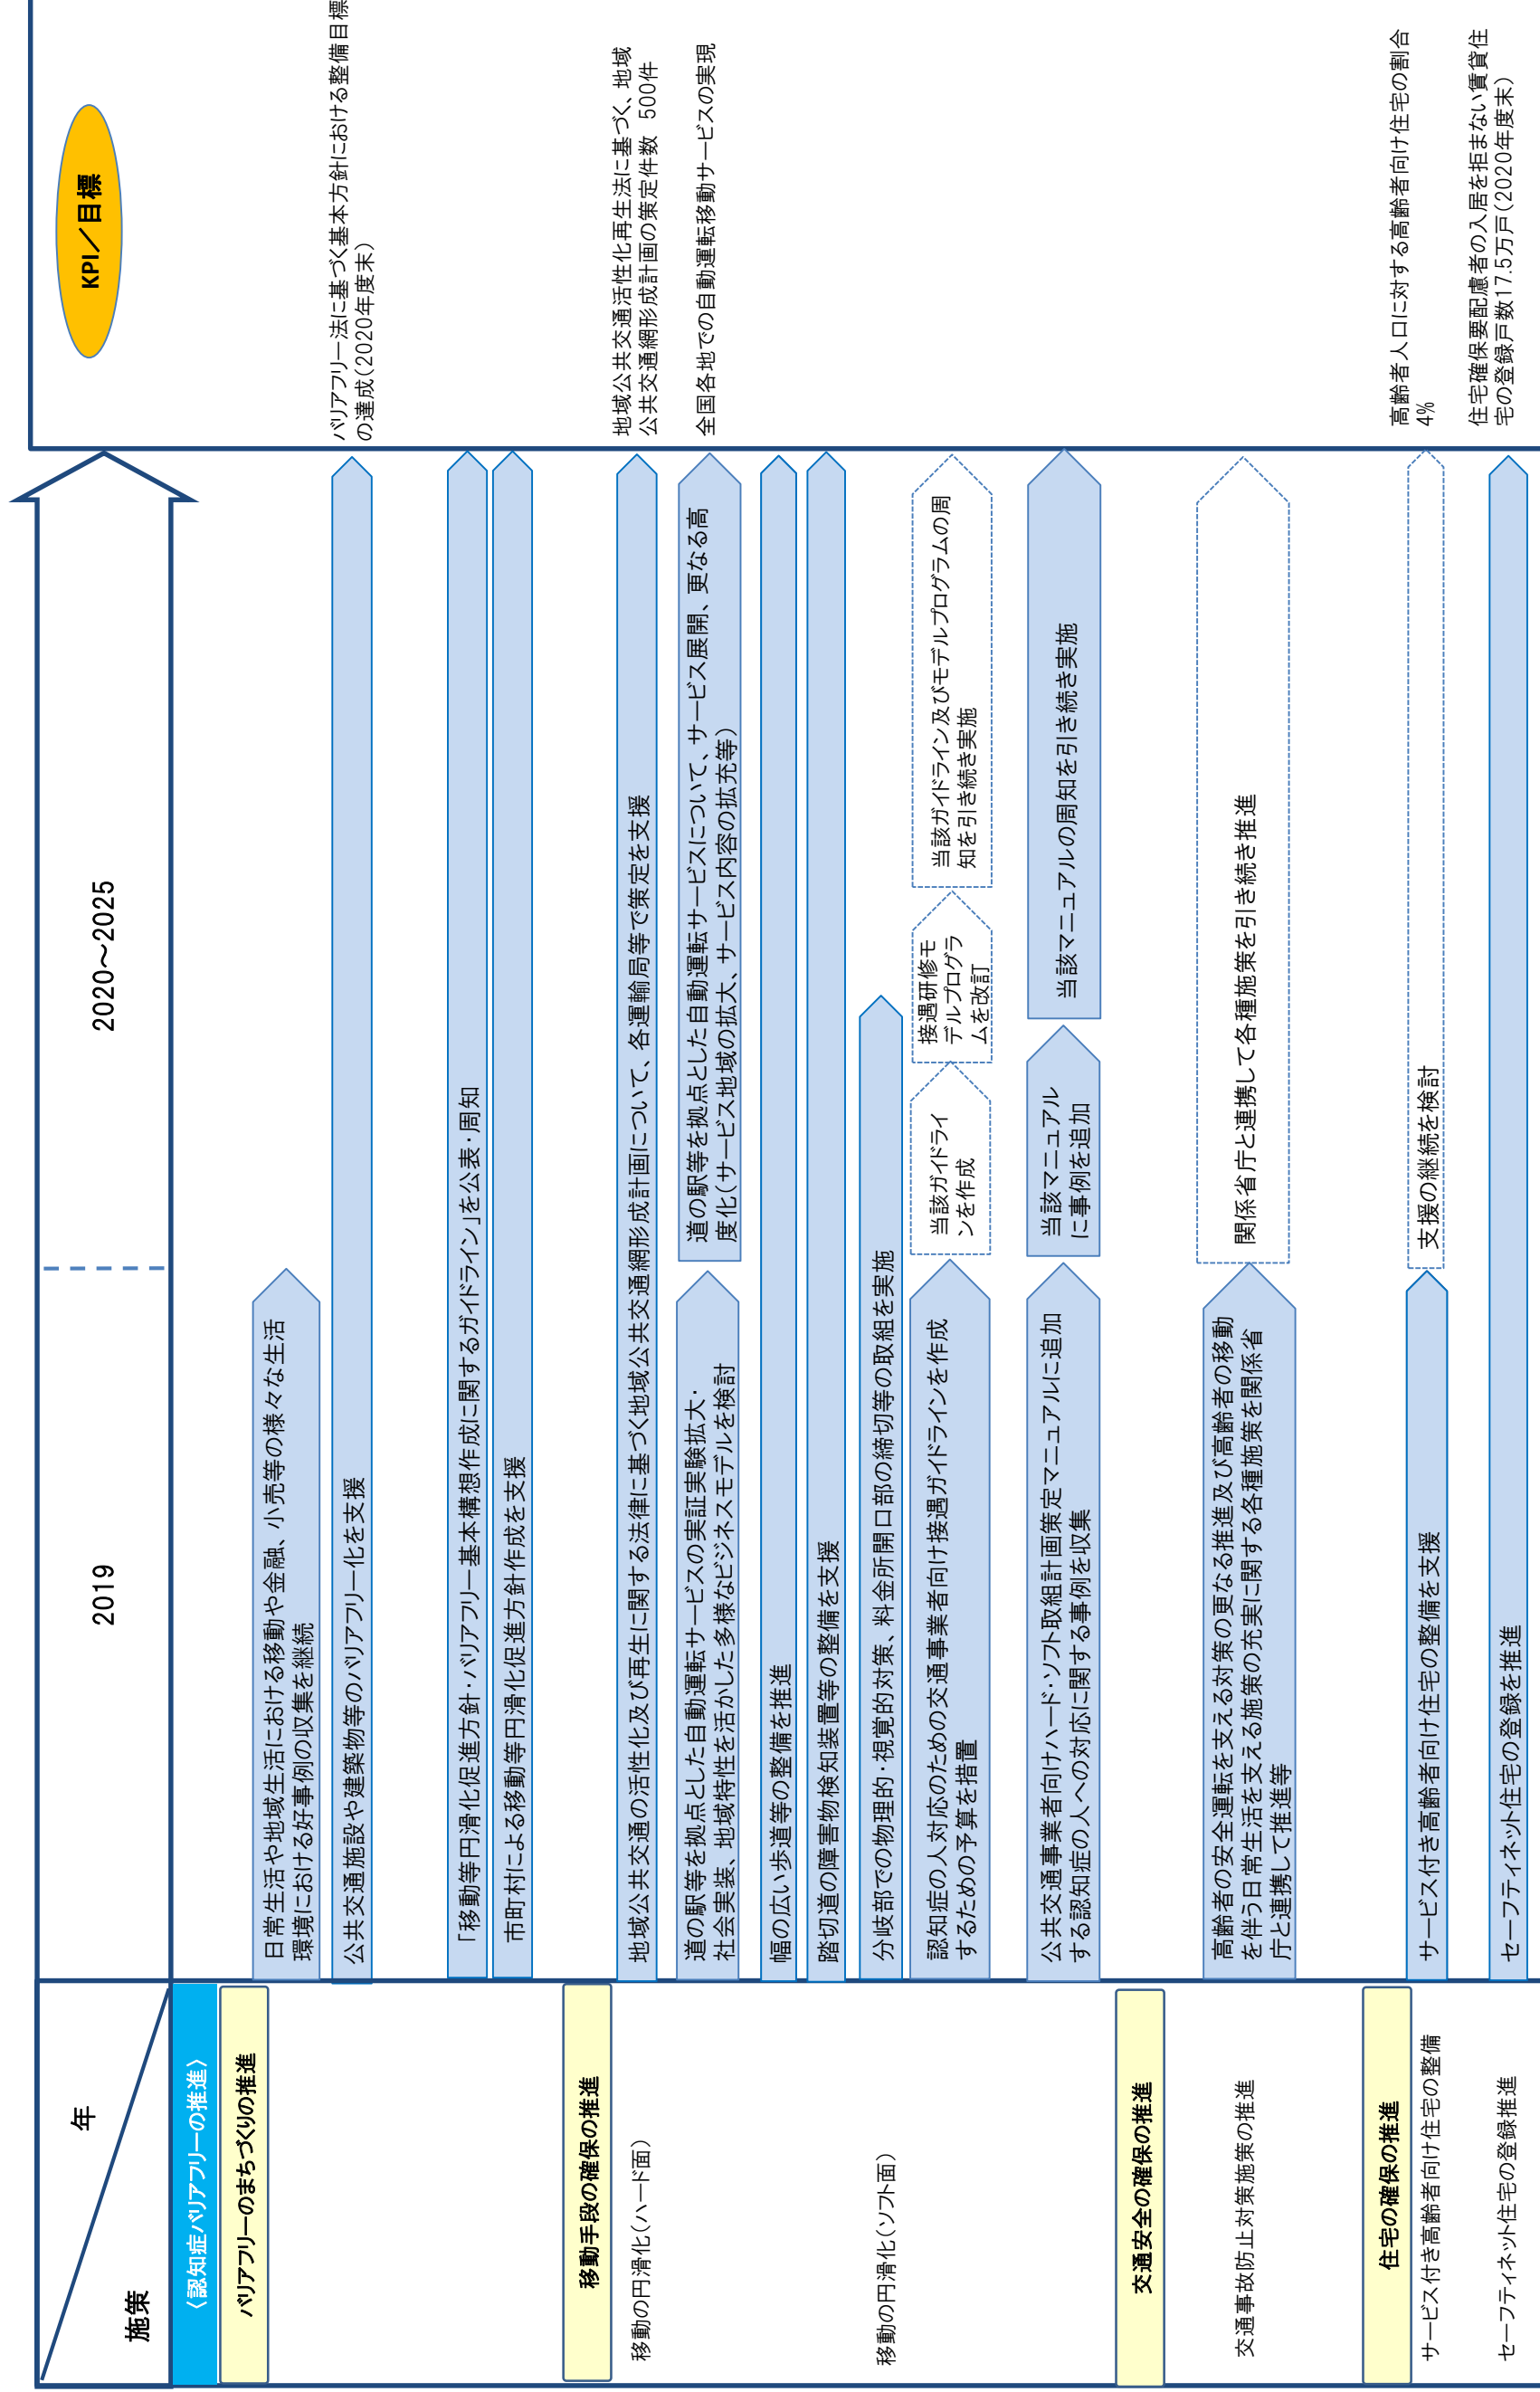 年
施策
2019
2020～2025
KPI／目標
〈認知症バリアフリーの推進〉
バリアフリーのまちづくりの推進
日常生活や地域生活における移動や金融、小売等の様々な生活
環境における好事例の収集を継続
公共交通施設や建築物等のバリアフリー化を支援
バリアフリー法に基づく基本方針における整備目標
の達成（2020年度末）
「移動等円滑化促進方針・バリアフリー基本構想作成に関するガイドライン」を公表・周知
市町村による移動等円滑化促進方針作成を支援
移動手段の確保の推進
移動の円滑化（ハード面）
地域公共交通の活性化及び再生に関する法律に基づく地域公共交通網形成計画について、各運輸局等で策定を支援
地域公共交通活性化再生法に基づく、地域
公共交通網形成計画の策定件数 500件
道の駅等を拠点とした自動運転サービスの実証実験拡大・
社会実装、地域特性を活かした多様なビジネスモデルを検討
道の駅等を拠点とした自動運転サービスについて、サービス展開、更なる高
度化（サービス地域の拡大、サービス内容の拡充等）
全国各地での自動運転移動サービスの実現
幅の広い歩道等の整備を推進
踏切道の障害物検知装置等の整備を支援
移動の円滑化（ソフト面）
分岐部での物理的・視覚的対策、料金所開口部の締切等の取組を実施
認知症の人対応のための交通事業者向け接遇ガイドラインを作成
するための予算を措置
当該ガイドライ
ンを作成
接遇研修モ
デルプログラ
ムを改訂
当該ガイドライン及びモデルプログラムの周
知を引き続き実施
公共交通事業者向けハード・ソフト取組計画策定マニュアルに追加
する認知症の人への対応に関する事例を収集
当該マニュアル
に事例を追加
当該マニュアルの周知を引き続き実施
交通安全の確保の推進
交通事故防止対策施策の推進
高齢者の安全運転を支える対策の更なる推進及び高齢者の移動
を伴う日常生活を支える施策の充実に関する各種施策を関係省
庁と連携して推進等
関係省庁と連携して各種施策を引き続き推進
住宅の確保の推進
サービス付き高齢者向け住宅の整備
サービス付き高齢者向け住宅の整備を支援
支援の継続を検討
高齢者人口に対する高齢者向け住宅の割合
4%
セーフティネット住宅の登録推進
セーフティネット住宅の登録を推進
住宅確保要配慮者の入居を拒まない賃貸住
宅の登録戸数17.5万戸（2020年度末）